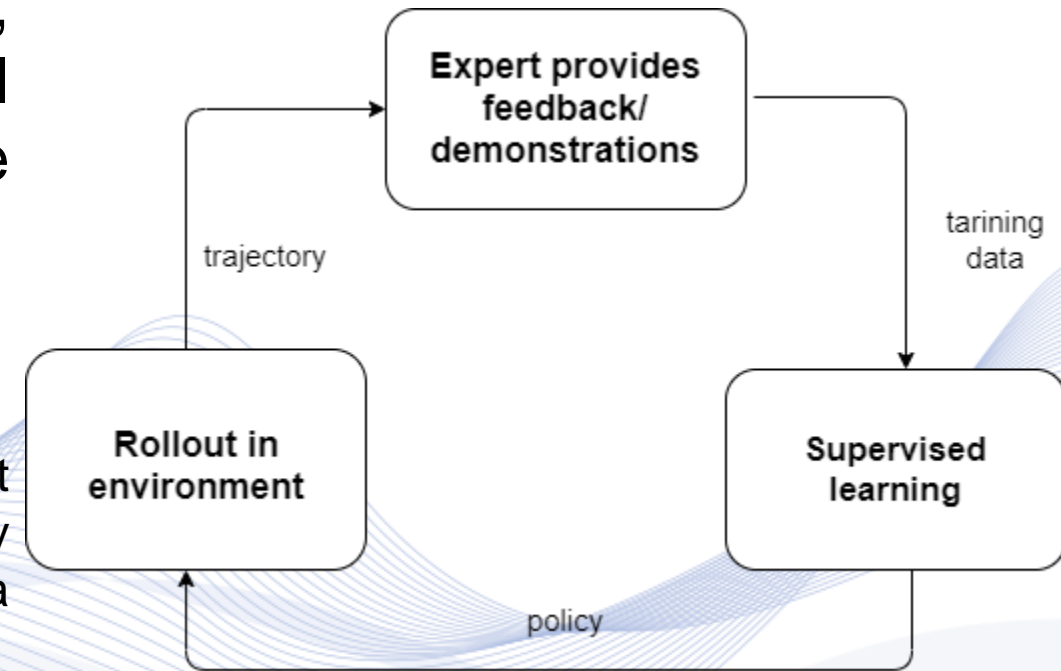 Expert provides
feedback/
demonstrations
trajectory
tarining
data
Rollout in
environment
Supervised
learning
policy